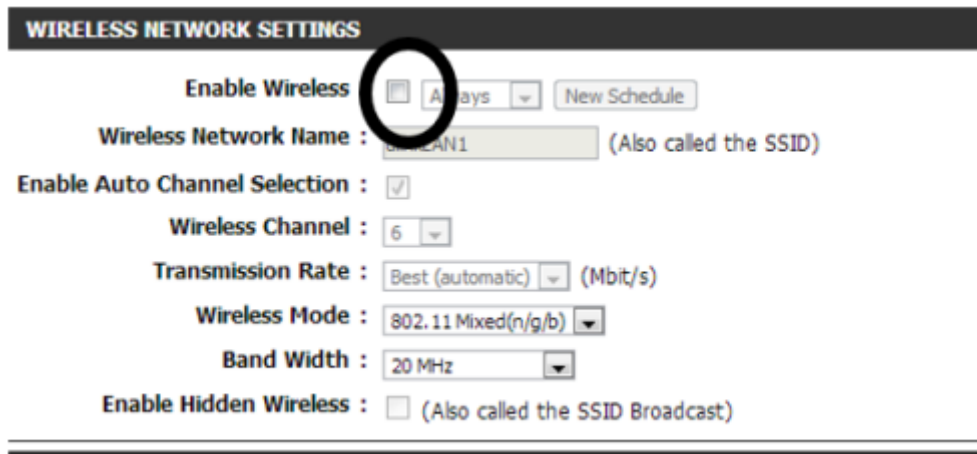 WIRELESS NETWORK SETTINGS
Enable Wireless New Schedule
Wireless Network Name : (Also called the SSID)
Enable Auto Channel Selection :
Wireless Channel : 6
Transmission Rate : Best (automatic) (Mbit/s)
Wireless Mode : 802.11 Mixed(n/g/b)
Band Width : 20 MHz
Enable Hidden Wireless : (Also called the SSID Broadcast)